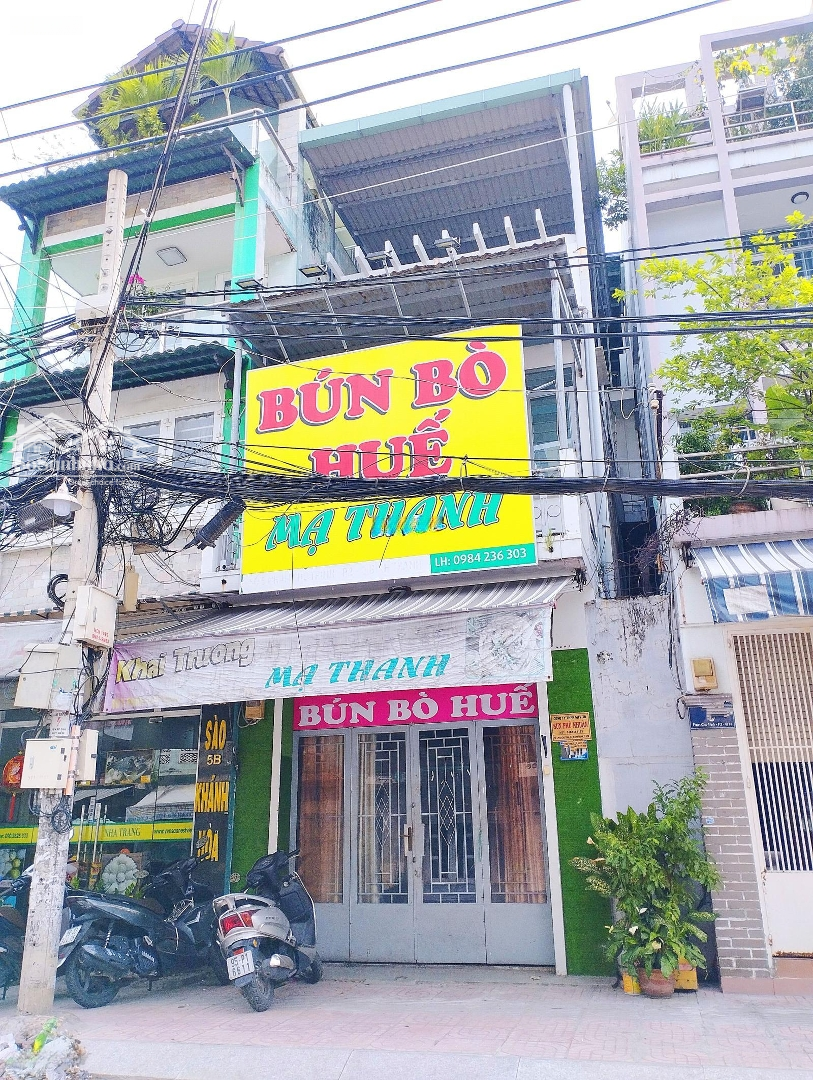 BÚN BÒ
HUẾ
MẠ THANH
LH: 0984 236 303
Khai Trương
MẠ THANH
BÚN BÒ HUẾ
SÀO
5B
KHÁNH
HÒA
NHA TRANG